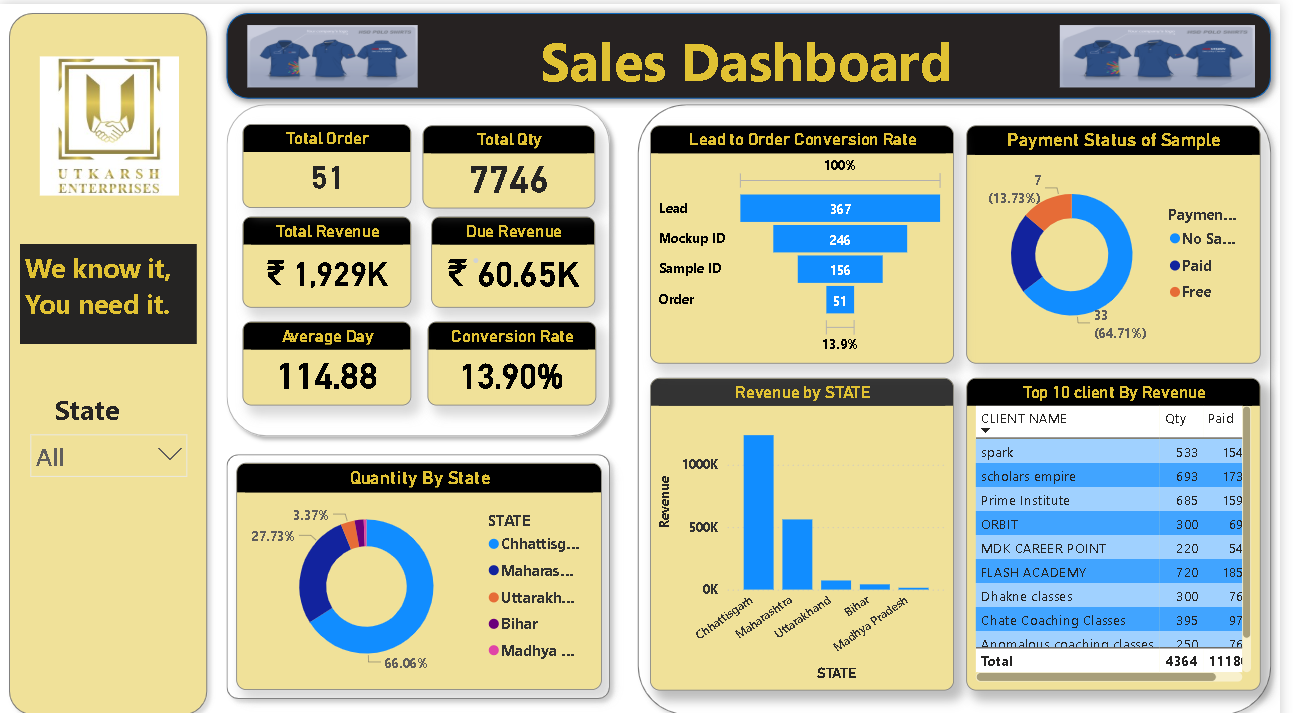 UTKARSH
ENTERPRISES
We know it,
You need it.
State
All
Sales Dashboard
Total Order
51
Total Qty
7746
Total Revenue
₹ 1,929K
Due Revenue
₹ 60.65K
Average Day
114.88
Conversion Rate
13.90%
Quantity By State
3.37%
27.73%
66.06%
STATE
Chhattisg...
Maharas...
Uttarakh...
Bihar
Madhya ...
Lead to Order Conversion Rate
100%
Lead 367
Mockup ID 246
Sample ID 156
Order 51
13.9%
Payment Status of Sample
7
(13.73%)
33
(64.71%)
Paymen...
No Sa...
Paid
Free
Revenue by STATE
Revenue
1000K
500K
0K
Chhattisgarh
Maharashtra
Uttarakhand
Bihar
Madhya Pradesh
STATE
Top 10 client By Revenue
CLIENT NAME Qty Paid
spark 533 154
scholars empire 693 173
Prime Institute 685 159
ORBIT 300 69
MDK CAREER POINT 220 54
FLASH ACADEMY 720 185
Dhakne classes 300 76
Chate Coaching Classes 395 97
Anomalous coaching classes 250 76
Total 4364 1118